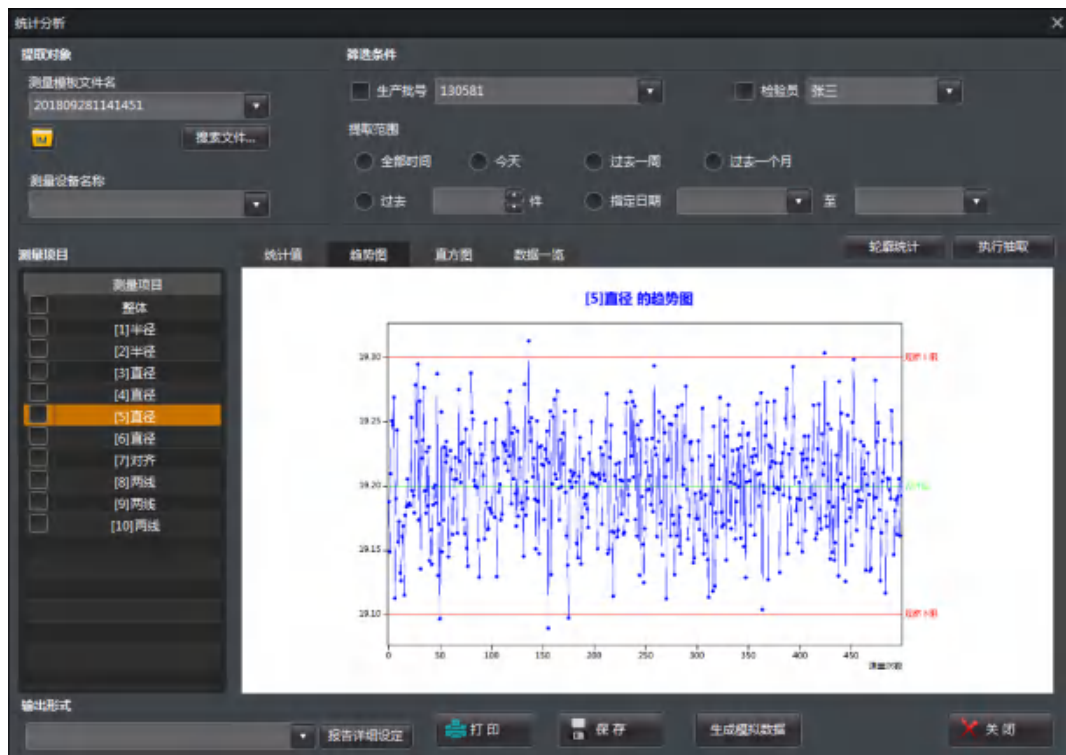 统计分析
提取对象
筛选条件
测量模板文件名
201809281141451
生产批号 130581
检验员 张三
搜索文件...
提取范围
全部时间 今天 过去一周 过去一个月
测量设备名称
过去 件 指定日期 至
轮廓统计 执行抽取
测量项目
统计值 趋势图 直方图 数据一览
测量项目
整体
[1]半径
[2]半径
[3]直径
[4]直径
[5]直径
[6]直径
[7]对齐
[8]两线
[9]两线
[10]两线
[5]直径 的趋势图
19.30
19.25
19.20
19.15
19.10
0 50 100 150 200 250 300 350 400 450
测量次数
输出形式
报告详细设定 打印 保存 生成模拟数据 关闭